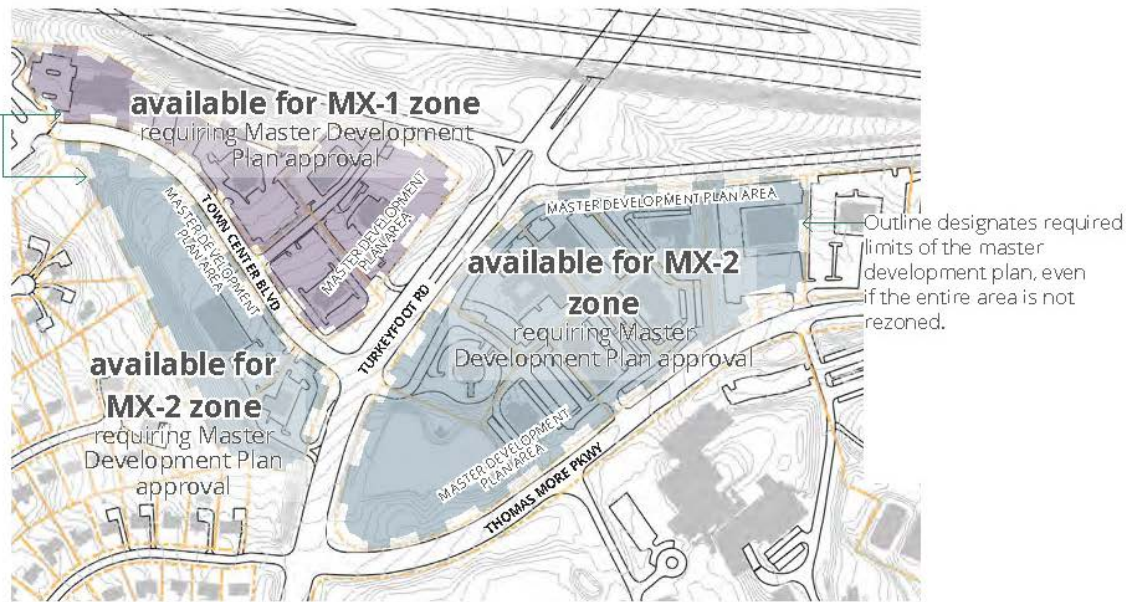 available for MX-1 zone
requiring Master Development
Plan approval
MASTER DEVELOPMENT
PLAN AREA
TOWN CENTER BLVD
MASTER DEVELOPMENT
PLAN AREA
MASTER DEVELOPMENT PLAN AREA
Outline designates required
limits of the master
development plan, even
if the entire area is not
rezoned.
available for MX-2
zone
requiring Master
Development Plan approval
TURKEYFOOT RD
available for
MX-2 zone
requiring Master
Development Plan
approval
MASTER DEVELOPMENT
PLAN AREA
THOMAS MORE PKWY